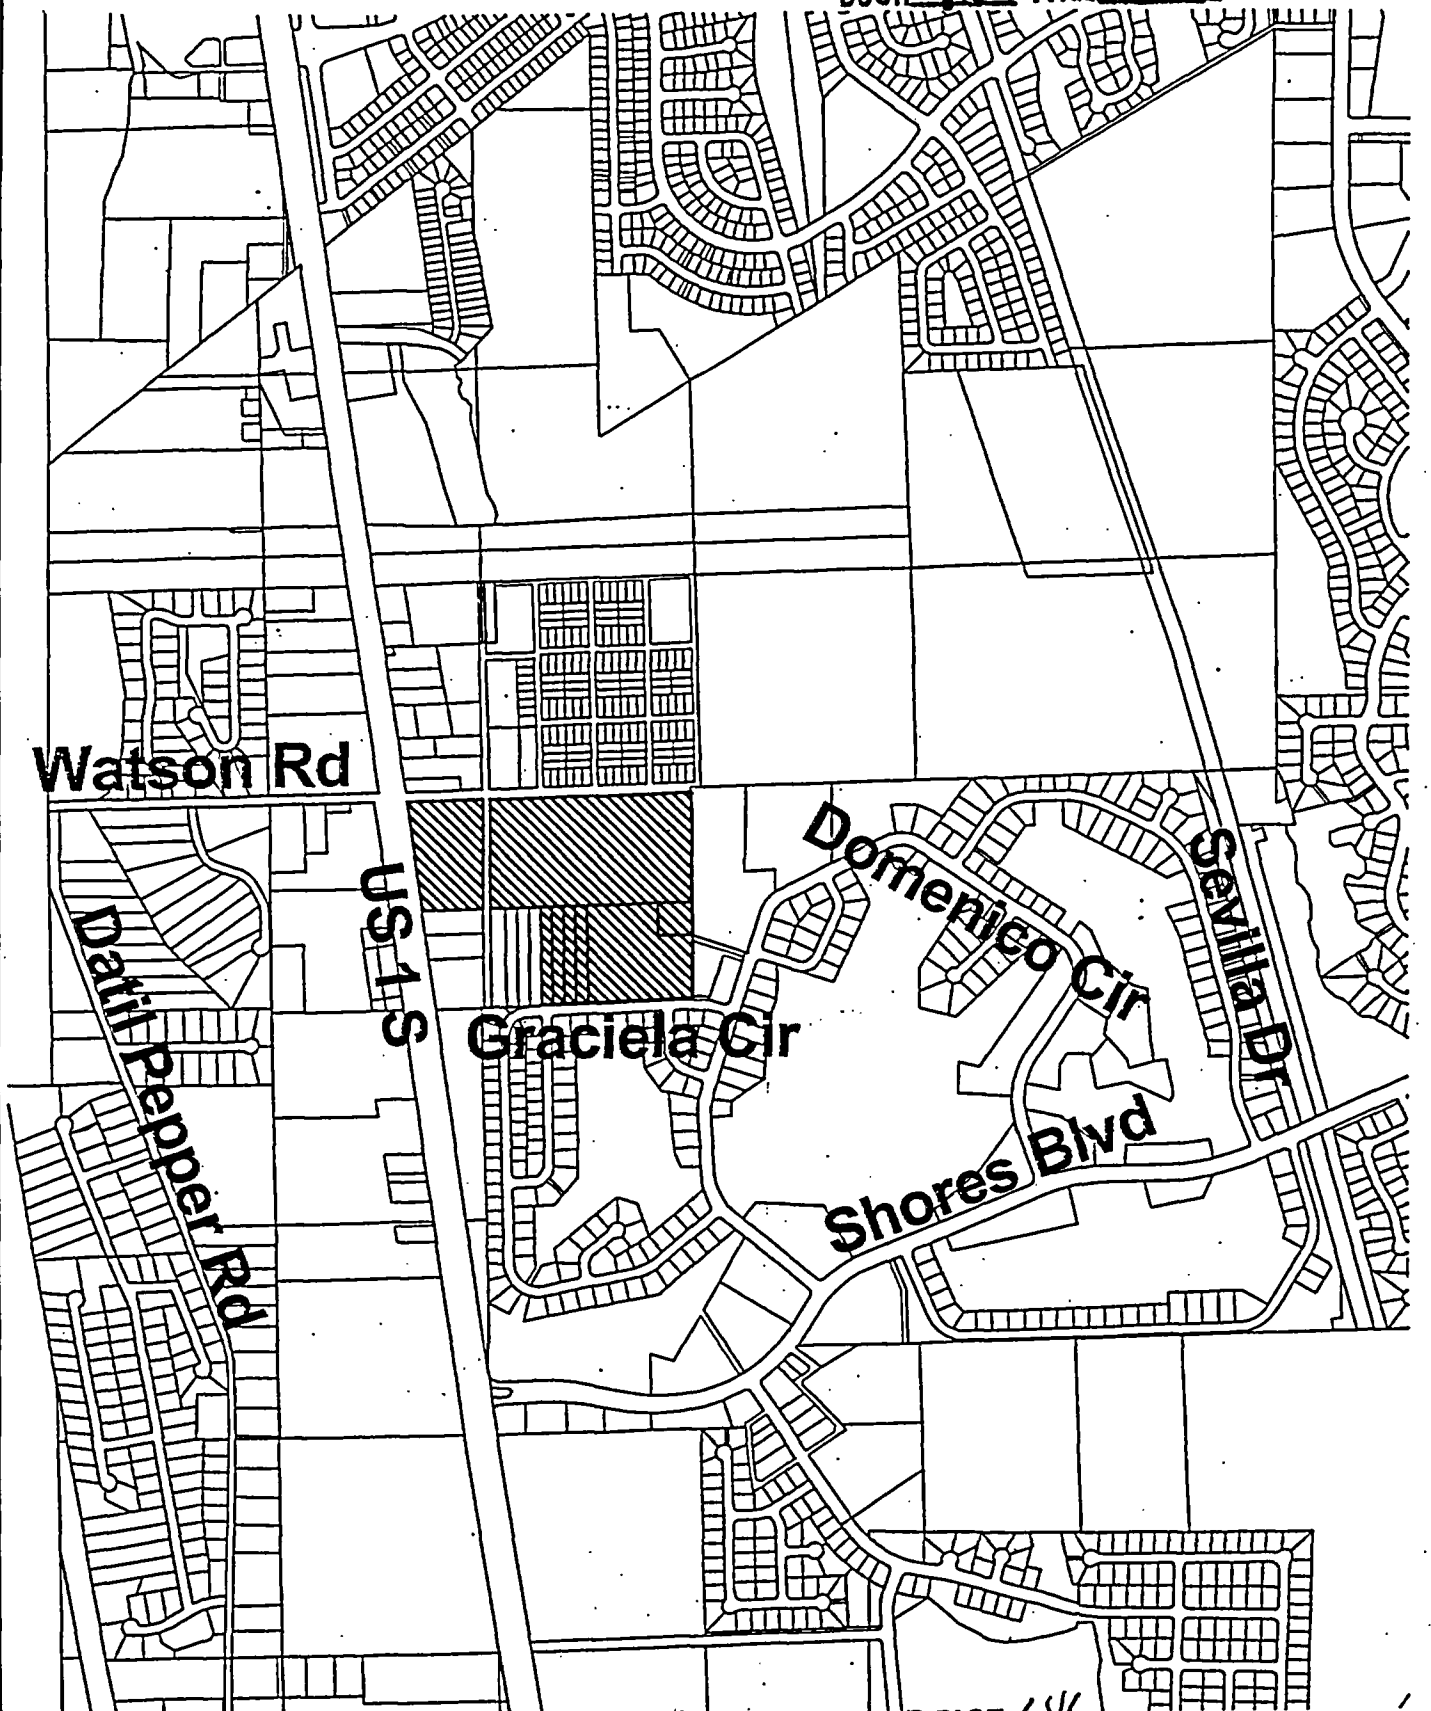 Watson Rd
Domenico Cir
Sevilla Dr
US 1 S
Datil Pepper Rd
Graciela Cir
Shores Blvd